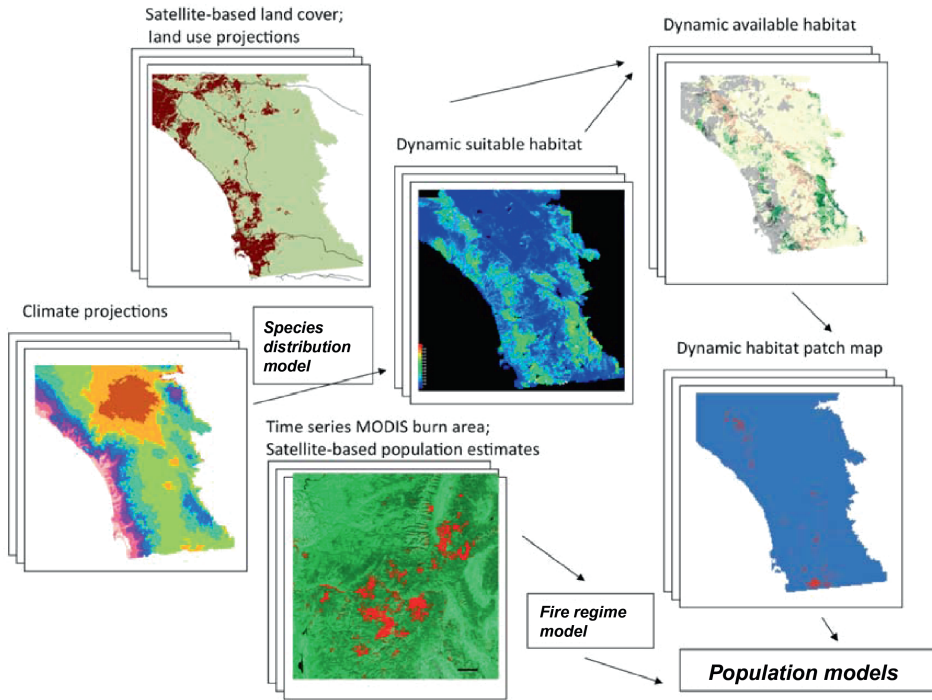 Satellite-based land cover;
land use projections
Dynamic available habitat
Dynamic suitable habitat
Climate projections
Species
distribution
model
Dynamic habitat patch map
Time series MODIS burn area;
Satellite-based population estimates
Fire regime
model
Population models